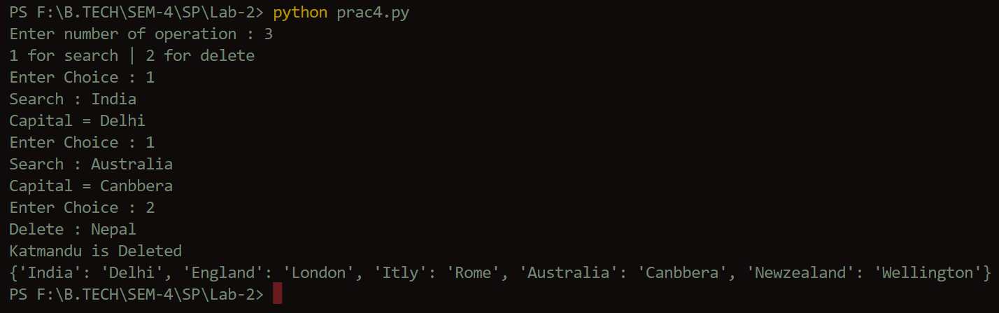 PS F:\B.TECH\SEM-4\SP\Lab-2> python prac4.py
Enter number of operation : 3
1 for search | 2 for delete
Enter Choice : 1
Search : India
Capital = Delhi
Enter Choice : 1
Search : Australia
Capital = Canbbera
Enter Choice : 2
Delete : Nepal
Katmandu is Deleted
{'India': 'Delhi', 'England': 'London', 'Itly': 'Rome', 'Australia': 'Canbbera', 'Newzealand': 'Wellington'}
PS F:\B.TECH\SEM-4\SP\Lab-2>